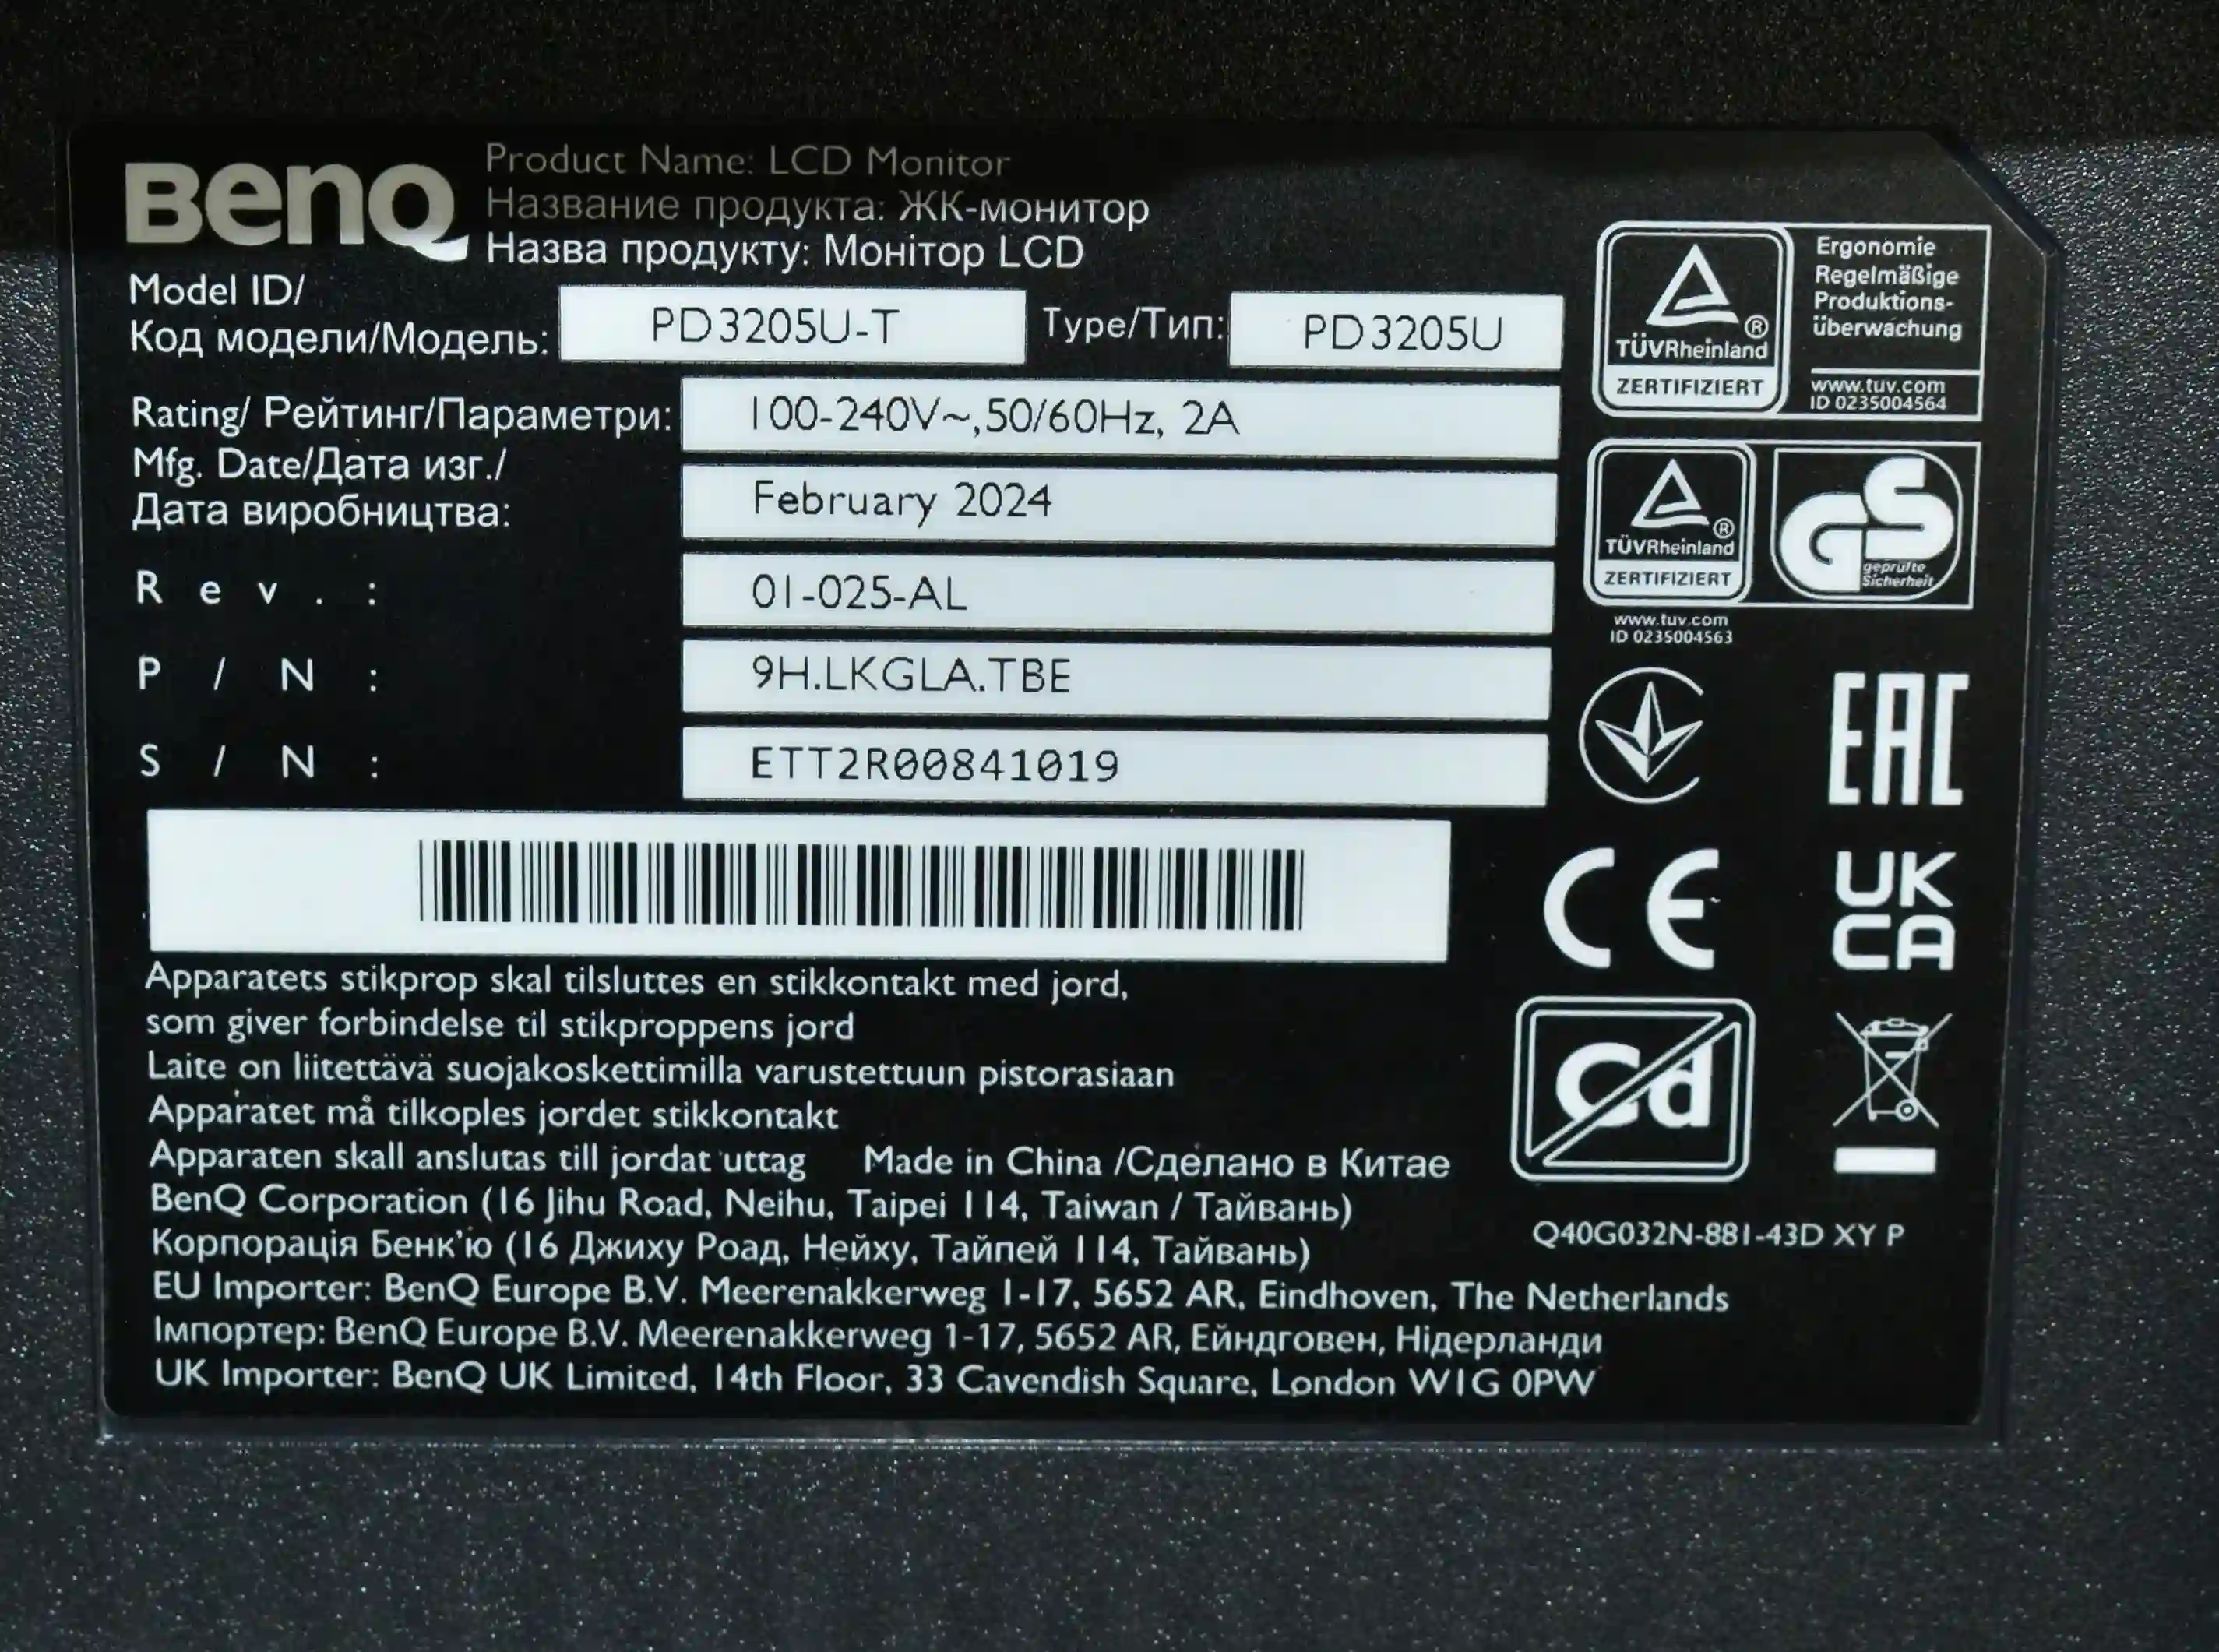 BenQ
Product Name: LCD Monitor
Название продукта: ЖК-монитор
Назва продукту: Монітор LCD
Model ID/
Код модели/Модель: PD3205U-T Type/Тип: PD3205U
Rating/ Рейтинг/Параметри: 100-240V~,50/60Hz, 2A
Mfg. Date/Дата изг./
Дата виробництва: February 2024
Rev.: 01-025-AL
P/N: 9H.LKGLA.TBE
S/N: ETT2R00841019
Apparatets stikprop skal tilsluttes en stikkontakt med jord,
som giver forbindelse til stikproppens jord
Laite on liitettävä suojakoskettimilla varustettuun pistorasiaan
Apparatet må tilkoples jordet stikkontakt
Apparaten skall anslutas till jordat uttag Made in China /Сделано в Китае
BenQ Corporation (16 Jihu Road, Neihu, Taipei 114, Taiwan / Тайвань)
Корпорація Бенк'ю (16 Джиху Роад, Нейху, Тайпей 114, Тайвань)
EU Importer: BenQ Europe B.V. Meerenakkerweg 1-17, 5652 AR, Eindhoven, The Netherlands
Імпортер: BenQ Europe B.V. Meerenakkerweg 1-17, 5652 AR, Ейндговен, Нідерланди
UK Importer: BenQ UK Limited, 14th Floor, 33 Cavendish Square, London W1G 0PW
TÜVRheinland ®
ZERTIFIZIERT
Ergonomie
Regelmäßige
Produktions-
überwachung
www.tuv.com
ID 0235004564
TÜVRheinland ®
ZERTIFIZIERT
GS
geprüfte
Sicherheit
www.tuv.com
ID 0235004563
EAC
CE
UK
CA
Cd
Q40G032N-881-43D XY P